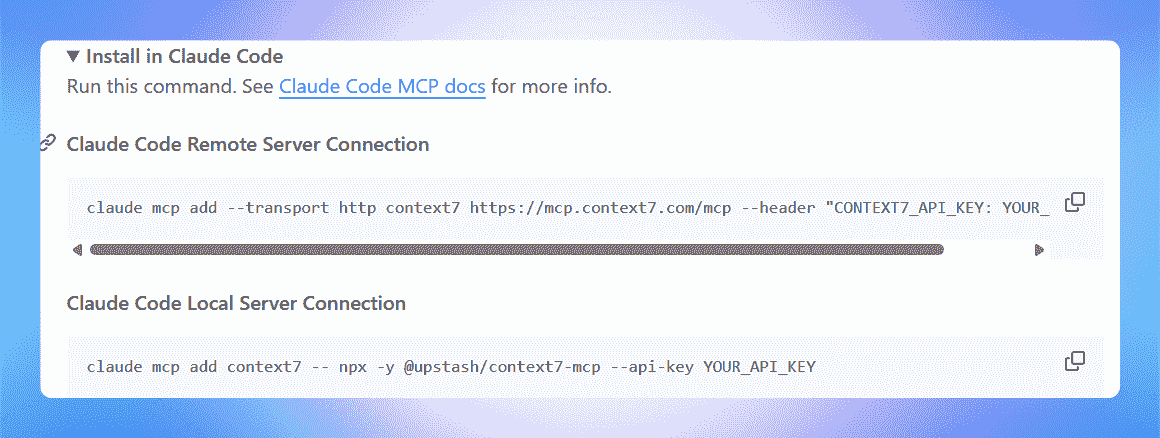 ▼ Install in Claude Code
Run this command. See Claude Code MCP docs for more info.
Claude Code Remote Server Connection
claude mcp add --transport http context7 https://mcp.context7.com/mcp --header "CONTEXT7_API_KEY: YOUR_
Claude Code Local Server Connection
claude mcp add context7 -- npx -y @upstash/context7-mcp --api-key YOUR_API_KEY